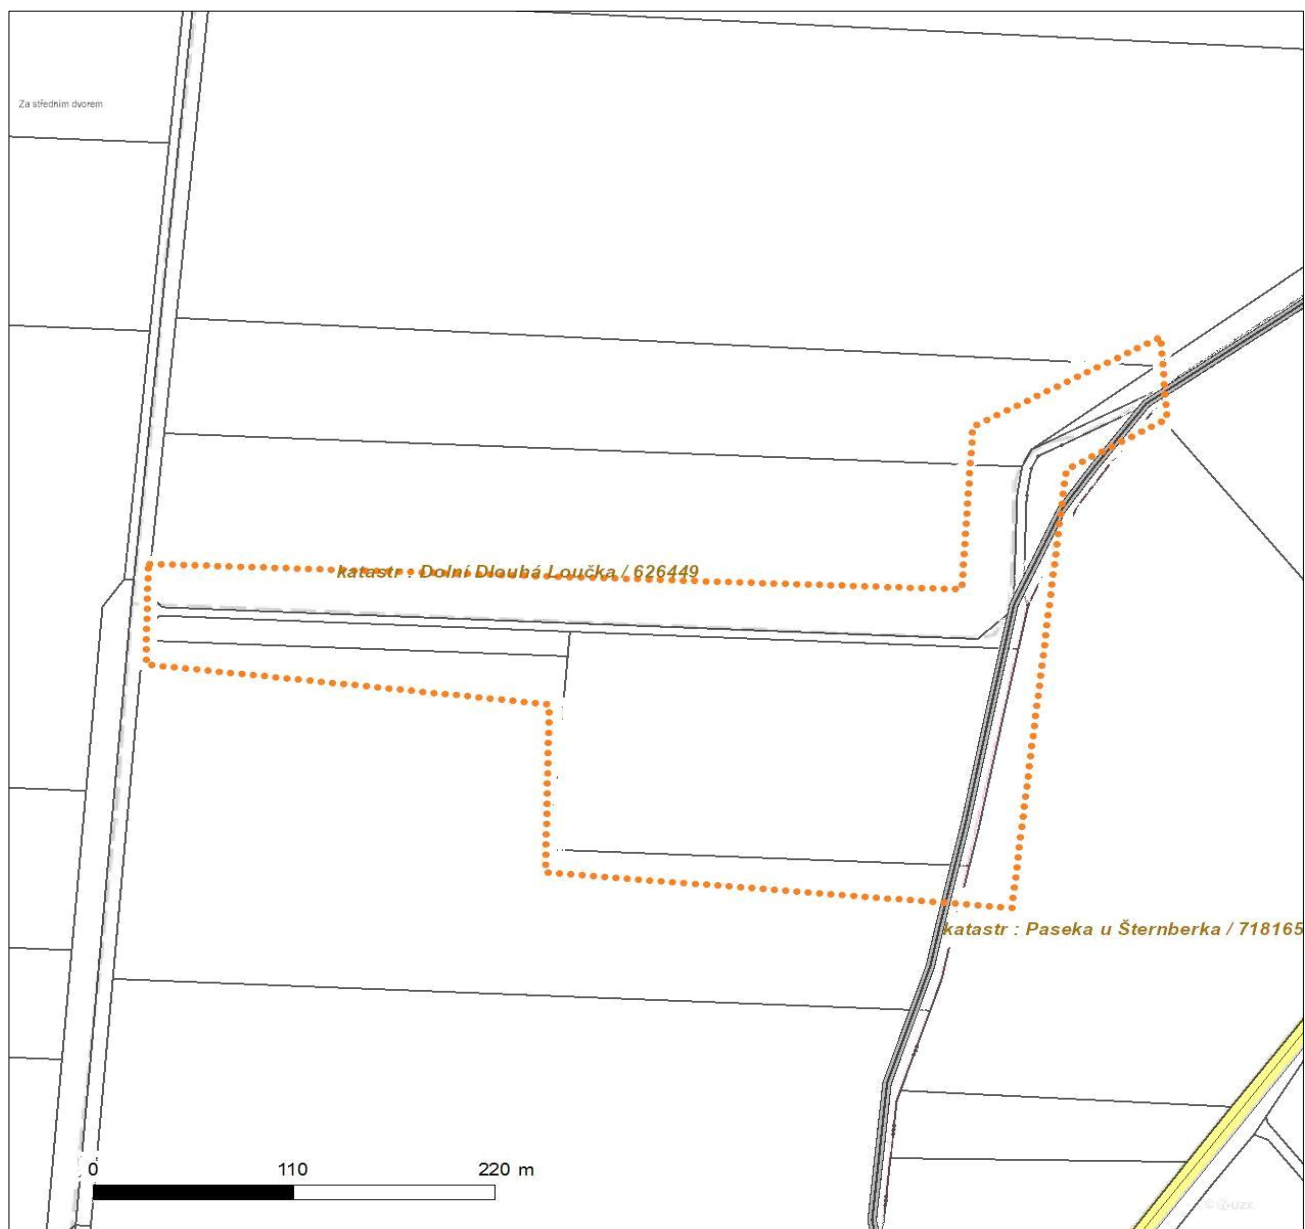 Za středním dvorem
katastr : Dolní Dlouhá Loučka / 626449
katastr : Paseka u Šternberka / 718165
0 110 220 m